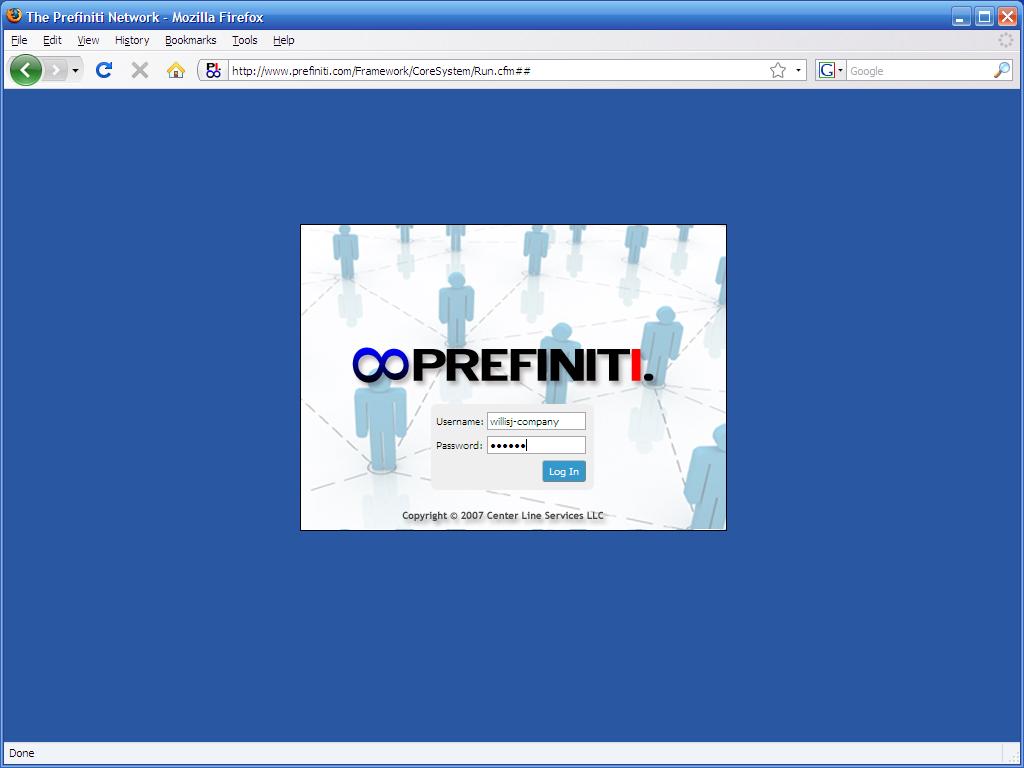 The Prefiniti Network - Mozilla Firefox
File Edit View History Bookmarks Tools Help
http://www.prefiniti.com/Framework/CoreSystem/Run.cfm## G Google
PREFINITI.
Username: willisj-company
Password: ••••••
Log In
Copyright © 2007 Center Line Services LLC
Done